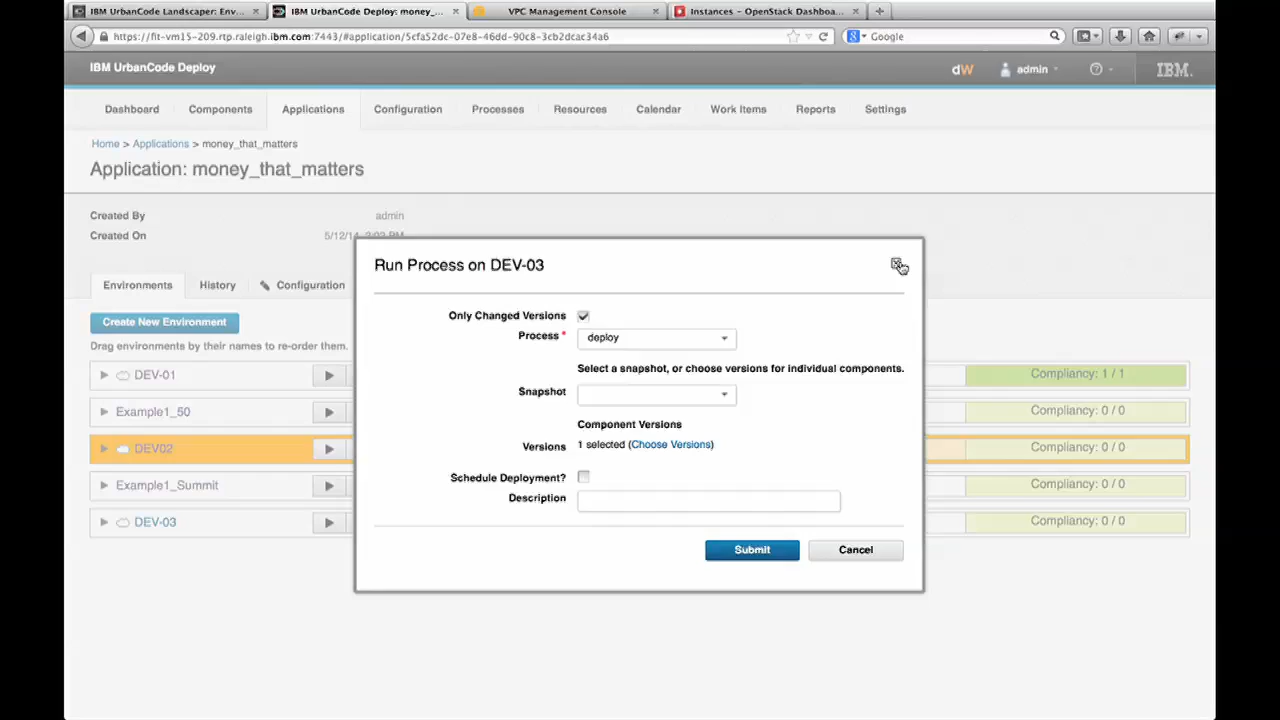 IBM UrbanCode Landscaper: Env... IBM UrbanCode Deploy: money_... VPC Management Console Instances - OpenStack Dashboa...
https://fit-vm15-209.rtp.raleigh.ibm.com:7443/#application/5cfa52dc-07e8-46dd-90c8-3cb2dcac34a6 Google
IBM UrbanCode Deploy dW admin IBM.
Dashboard Components Applications Configuration Processes Resources Calendar Work Items Reports Settings
Home > Applications > money_that_matters
Application: money_that_matters
Created By admin
Created On
Environments History Configuration
Create New Environment
Drag environments by their names to re-order them.
DEV-01 Compliancy: 1 / 1
Example1_50 Compliancy: 0 / 0
DEV02 Compliancy: 0 / 0
Example1_Summit Compliancy: 0 / 0
DEV-03 Compliancy: 0 / 0
Run Process on DEV-03
Only Changed Versions
Process * deploy
Select a snapshot, or choose versions for individual components.
Snapshot
Component Versions
Versions 1 selected (Choose Versions)
Schedule Deployment?
Description
Submit Cancel